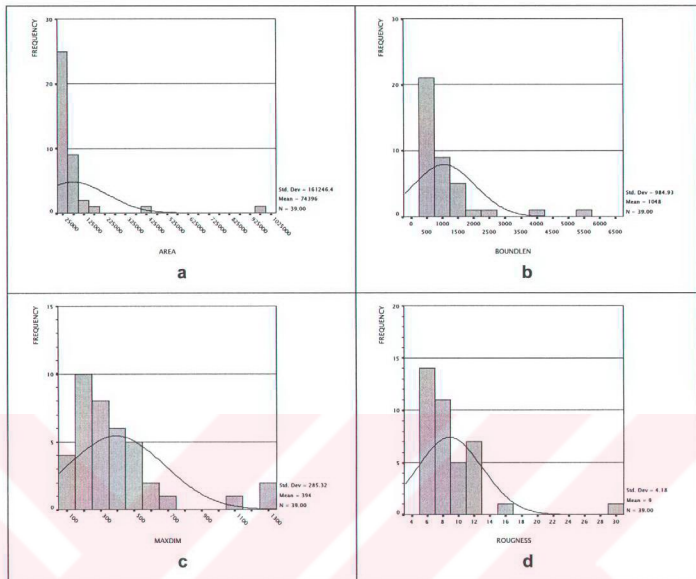 FREQUENCY
30
20
10
0
25000 125000 225000 325000 425000 525000 625000 725000 825000 925000 1025000
AREA
Std. Dev = 161246.4
Mean = 74396
N = 39.00
a
FREQUENCY
30
20
10
0
0 1000 2000 3000 4000 5000 6000
500 1500 2500 3500 4500 5500 6500
BOUNDLEN
Std. Dev = 984.93
Mean = 1048
N = 39.00
b
FREQUENCY
15
10
5
0
100 300 500 700 900 1100 1300
MAXDIM
Std. Dev = 285.32
Mean = 394
N = 39.00
c
FREQUENCY
20
15
10
5
0
4 6 8 10 12 14 16 18 20 22 24 26 28 30
ROUGNESS
Std. Dev = 4.18
Mean = 9
N = 39.00
d